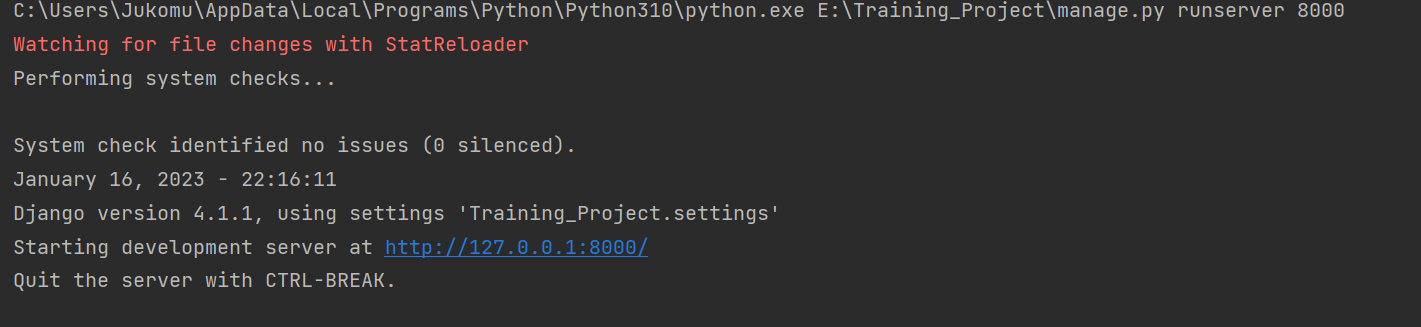 C:\Users\Jukomu\AppData\Local\Programs\Python\Python310\python.exe E:\Training_Project\manage.py runserver 8000
Watching for file changes with StatReloader
Performing system checks...
System check identified no issues (0 silenced).
January 16, 2023 - 22:16:11
Django version 4.1.1, using settings 'Training_Project.settings'
Starting development server at http://127.0.0.1:8000/
Quit the server with CTRL-BREAK.